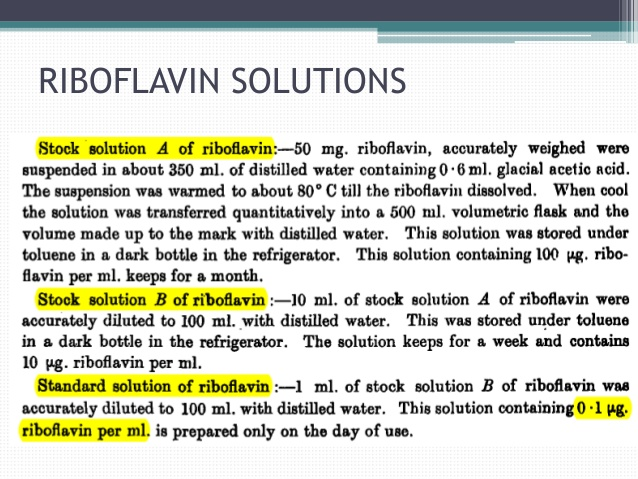 RIBOFLAVIN SOLUTIONS
Stock solution A of riboflavin:—50 mg. riboflavin, accurately weighed were
suspended in about 350 ml. of distilled water containing 0·6 ml. glacial acetic acid.
The suspension was warmed to about 80° C till the riboflavin dissolved. When cool
the solution was transferred quantitatively into a 500 ml. volumetric flask and the
volume made up to the mark with distilled water. This solution was stored under
toluene in a dark bottle in the refrigerator. This solution containing 100 µg. ribo-
flavin per ml. keeps for a month.
Stock solution B of riboflavin :—10 ml. of stock solution A of riboflavin were
accurately diluted to 100 ml. with distilled water. This was stored under toluene
in a dark bottle in the refrigerator. The solution keeps for a week and contains
10 µg. riboflavin per ml.
Standard solution of riboflavin :—1 ml. of stock solution B of riboflavin was
accurately diluted to 100 ml. with distilled water. This solution containing 0·1 µg.
riboflavin per ml. is prepared only on the day of use.